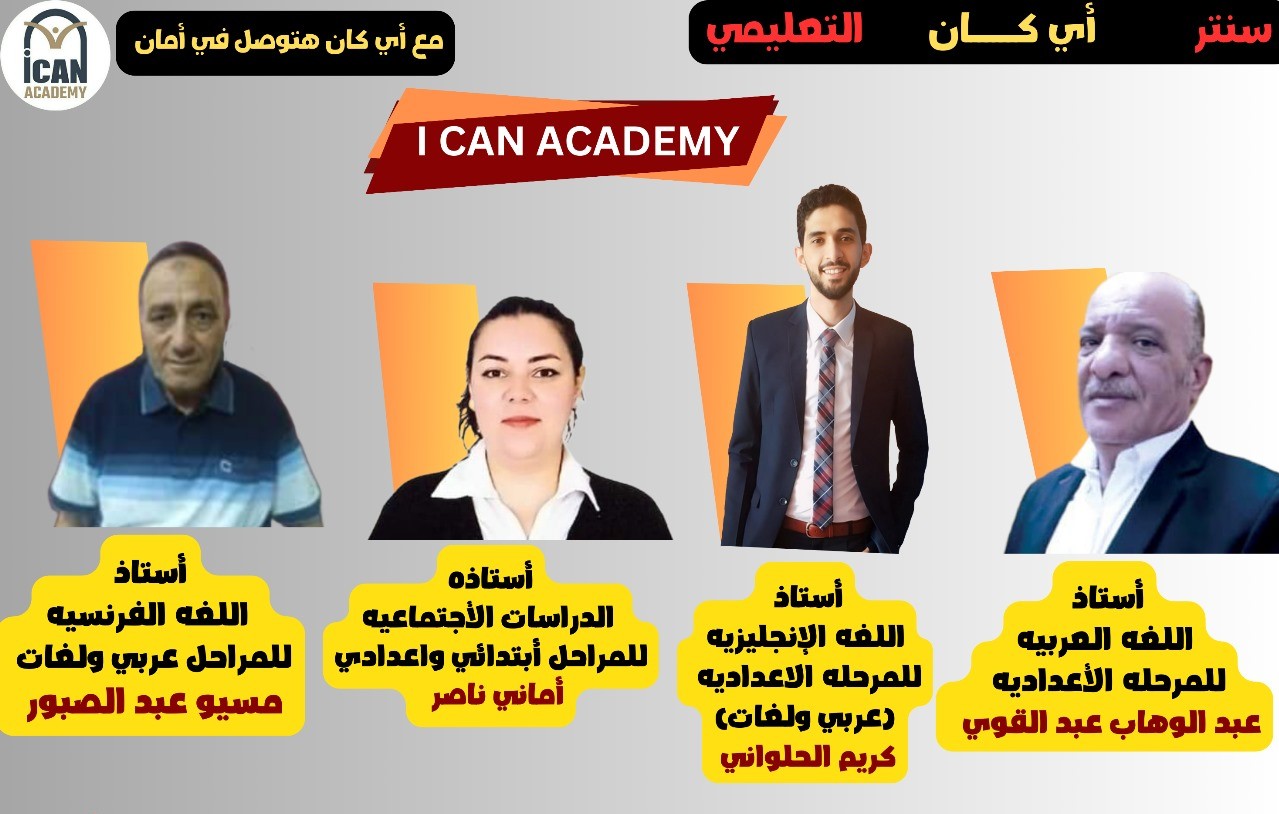 سنتر أي كـــــان التعليمي
مع أي كان هتوصل في أمان
iCAN
ACADEMY
I CAN ACADEMY
أستاذ
اللغه العربيه
للمرحله الأعداديه
عبد الوهاب عبد القوي
أستاذ
اللغه الإنجليزيه
للمرحله الاعداديه
(عربي ولغات)
كريم الحلواني
أستاذه
الدراسات الأجتماعيه
للمراحل أبتدائي واعدادي
أماني ناصر
أستاذ
اللغه الفرنسيه
للمراحل عربي ولغات
مسيو عبد الصبور